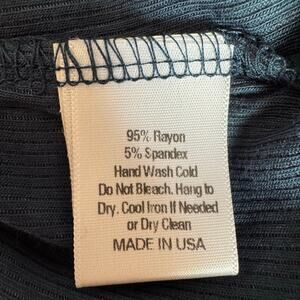 95% Rayon
5% Spandex
Hand Wash Cold
Do Not Bleach. Hang to
Dry. Cool Iron If Needed
or Dry Clean
MADE IN USA